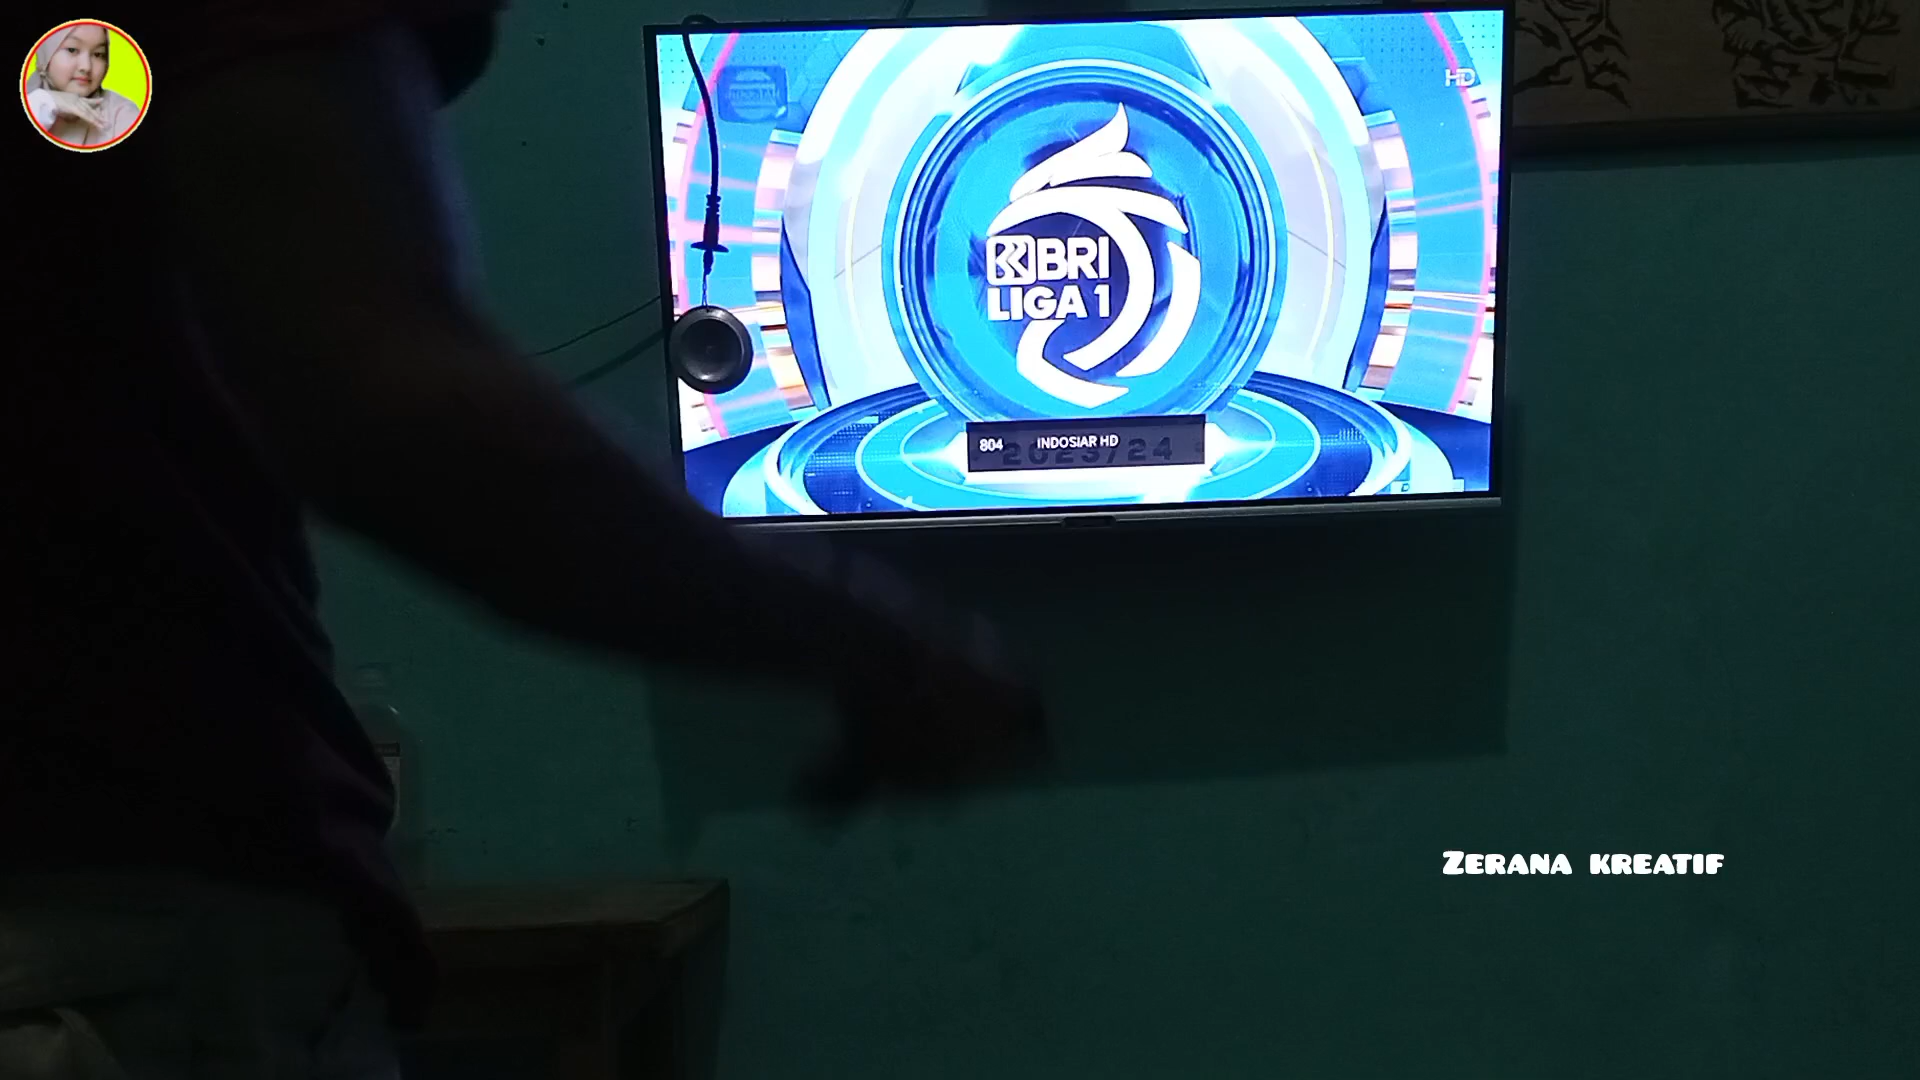 HD
BRI
LIGA 1
804 INDOSIAR HD
2023/24
ZERANA KREATIF